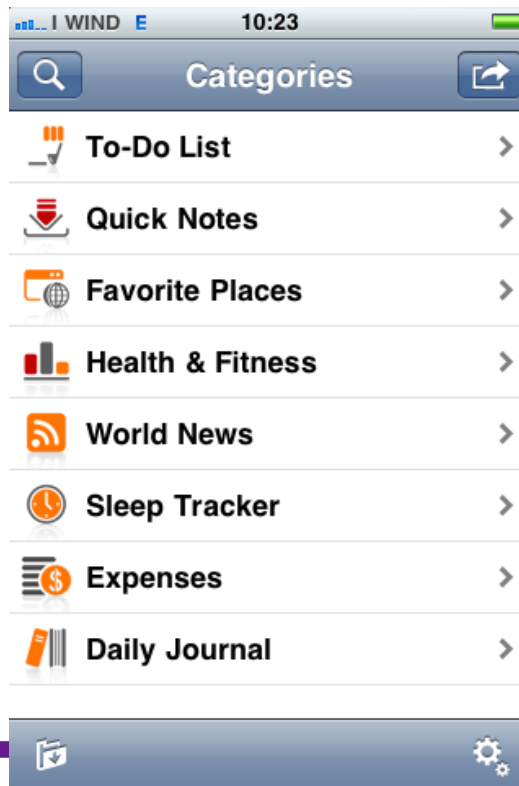 I WIND E 10:23
Categories
To-Do List
Quick Notes
Favorite Places
Health & Fitness
World News
Sleep Tracker
Expenses
Daily Journal